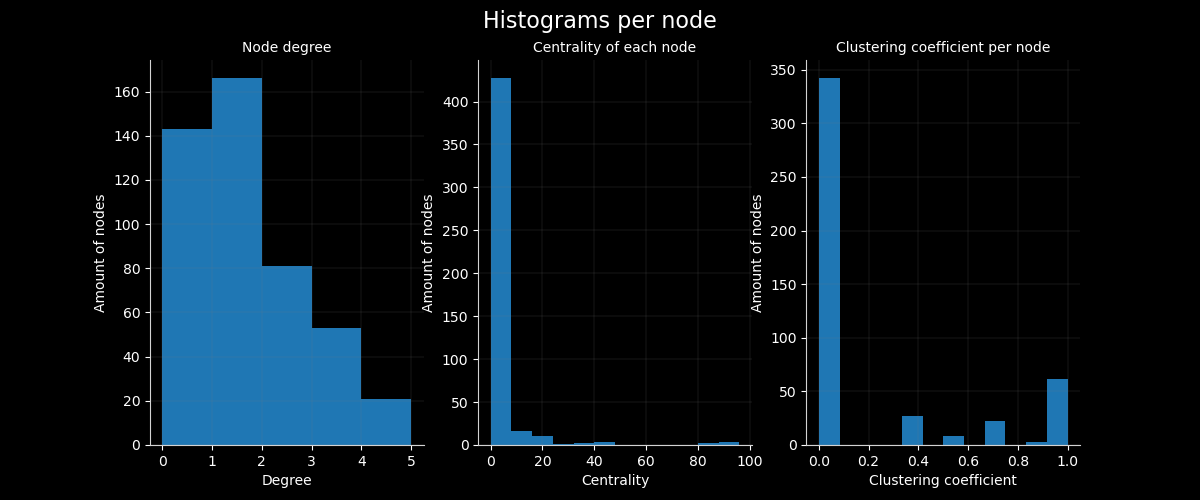 Histograms per node
Node degree
Amount of nodes
160
140
120
100
80
60
40
20
0
0 1 2 3 4 5
Degree
Centrality of each node
Amount of nodes
400
350
300
250
200
150
100
50
0
0 20 40 60 80 100
Centrality
Clustering coefficient per node
Amount of nodes
350
300
250
200
150
100
50
0
0.0 0.2 0.4 0.6 0.8 1.0
Clustering coefficient